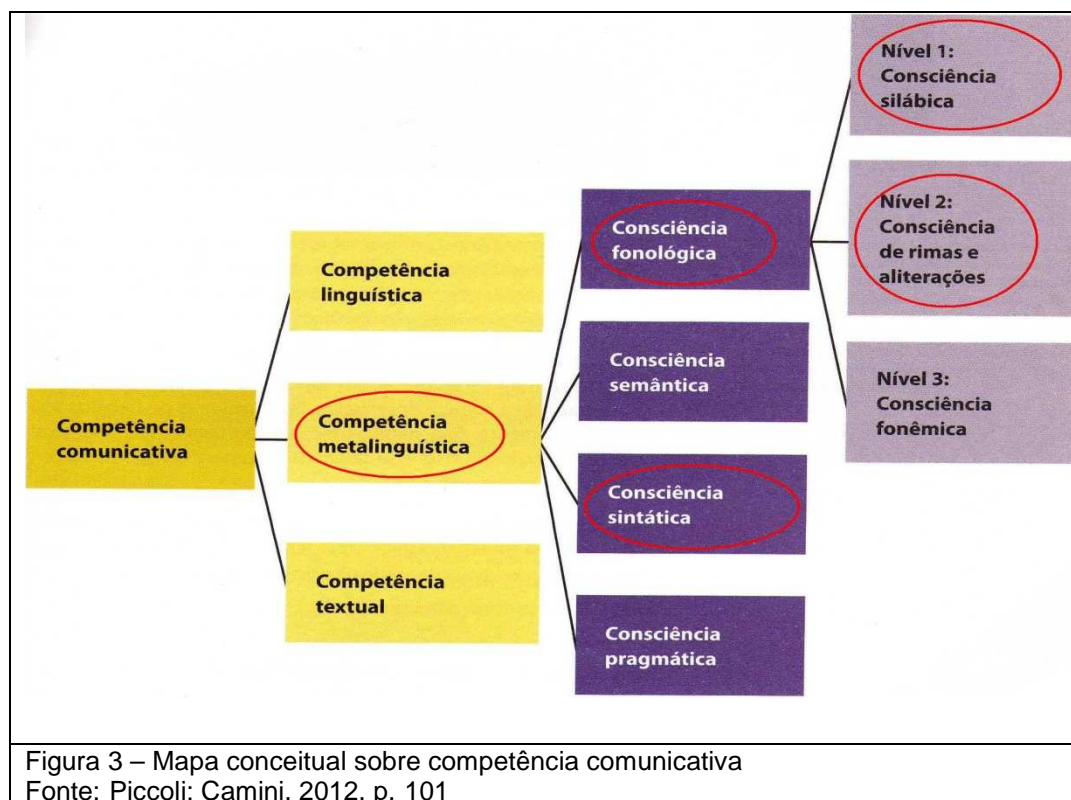 Nível 1:
Consciência
silábica
Nível 2:
Consciência
de rimas e
aliterações
Nível 3:
Consciência
fonêmica
Consciência
fonológica
Consciência
semântica
Consciência
sintática
Consciência
pragmática
Competência
linguística
Competência
metalinguística
Competência
textual
Competência
comunicativa
Figura 3 – Mapa conceitual sobre competência comunicativa
Fonte: Piccoli; Camini, 2012, p. 101